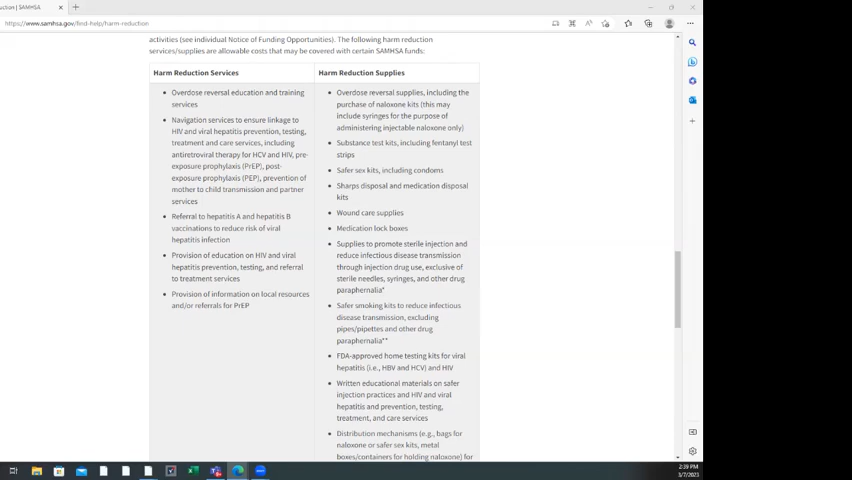 uction | SAMHSA
https://www.samhsa.gov/find-help/harm-reduction
activities (see individual Notice of Funding Opportunities). The following harm reduction
services/supplies are allowable costs that may be covered with certain SAMHSA funds:
Harm Reduction Services
Overdose reversal education and training
services
Navigation services to ensure linkage to
HIV and viral hepatitis prevention, testing,
treatment and care services, including
antiretroviral therapy for HCV and HIV, pre-
exposure prophylaxis (PrEP), post-
exposure prophylaxis (PEP), prevention of
mother to child transmission and partner
services
Referral to hepatitis A and hepatitis B
vaccinations to reduce risk of viral
hepatitis infection
Provision of education on HIV and viral
hepatitis prevention, testing, and referral
to treatment services
Provision of information on local resources
and/or referrals for PrEP
Harm Reduction Supplies
Overdose reversal supplies, including the
purchase of naloxone kits (this may
include syringes for the purpose of
administering injectable naloxone only)
Substance test kits, including fentanyl test
strips
Safer sex kits, including condoms
Sharps disposal and medication disposal
kits
Wound care supplies
Medication lock boxes
Supplies to promote sterile injection and
reduce infectious disease transmission
through injection drug use, exclusive of
sterile needles, syringes, and other drug
paraphernalia*
Safer smoking kits to reduce infectious
disease transmission, excluding
pipes/pipettes and other drug
paraphernalia**
FDA-approved home testing kits for viral
hepatitis (i.e., HBV and HCV) and HIV
Written educational materials on safer
injection practices and HIV and viral
hepatitis and prevention, testing,
treatment, and care services
Distribution mechanisms (e.g., bags for
naloxone or safer sex kits, metal
boxes/containers for holding naloxone) for
2:39 PM